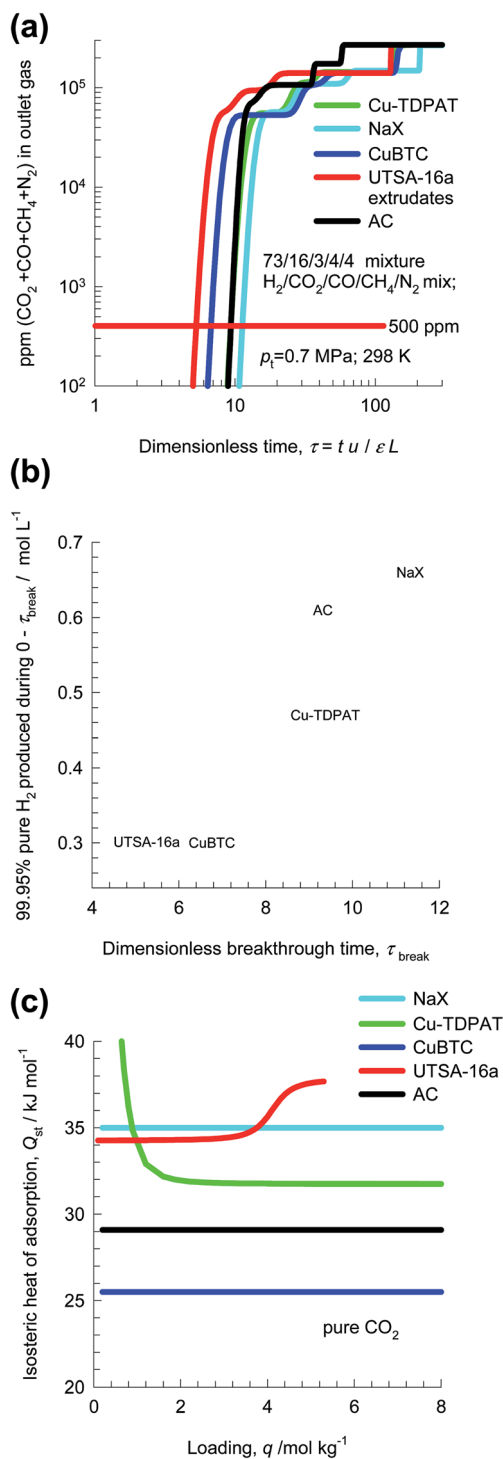 (a)
ppm (CO2 +CO+CH4+N2) in outlet gas
10^5
10^4
10^3
10^2
Cu-TDPAT
NaX
CuBTC
UTSA-16a
extrudates
AC
73/16/3/4/4 mixture
H2/CO2/CO/CH4/N2 mix;
500 ppm
pt=0.7 MPa; 298 K
1
10
100
Dimensionless time, τ = t u / ε L
(b)
99.95% pure H2 produced during 0 - τbreak / mol L^-1
0.7
0.6
0.5
0.4
0.3
NaX
AC
Cu-TDPAT
UTSA-16a
CuBTC
4
6
8
10
12
Dimensionless breakthrough time, τ break
(c)
NaX
Cu-TDPAT
CuBTC
UTSA-16a
AC
Isosteric heat of adsorption, Qst / kJ mol^-1
40
35
30
25
20
pure CO2
0
2
4
6
8
Loading, q /mol kg^-1